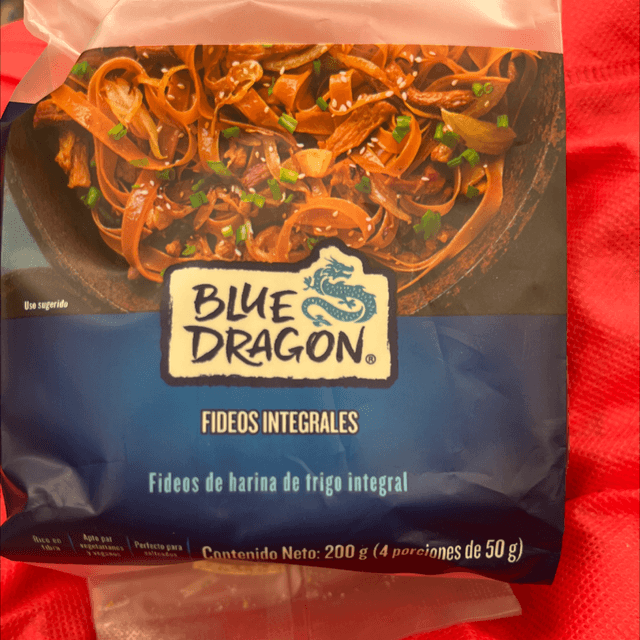 Uso sugerido
BLUE
DRAGON®
FIDEOS INTEGRALES
Fideos de harina de trigo integral
Rico en
fibra
Apto par
vegetarianos
y veganos
Perfecto para
salteados
Contenido Neto: 200 g (4 porciones de 50 g)